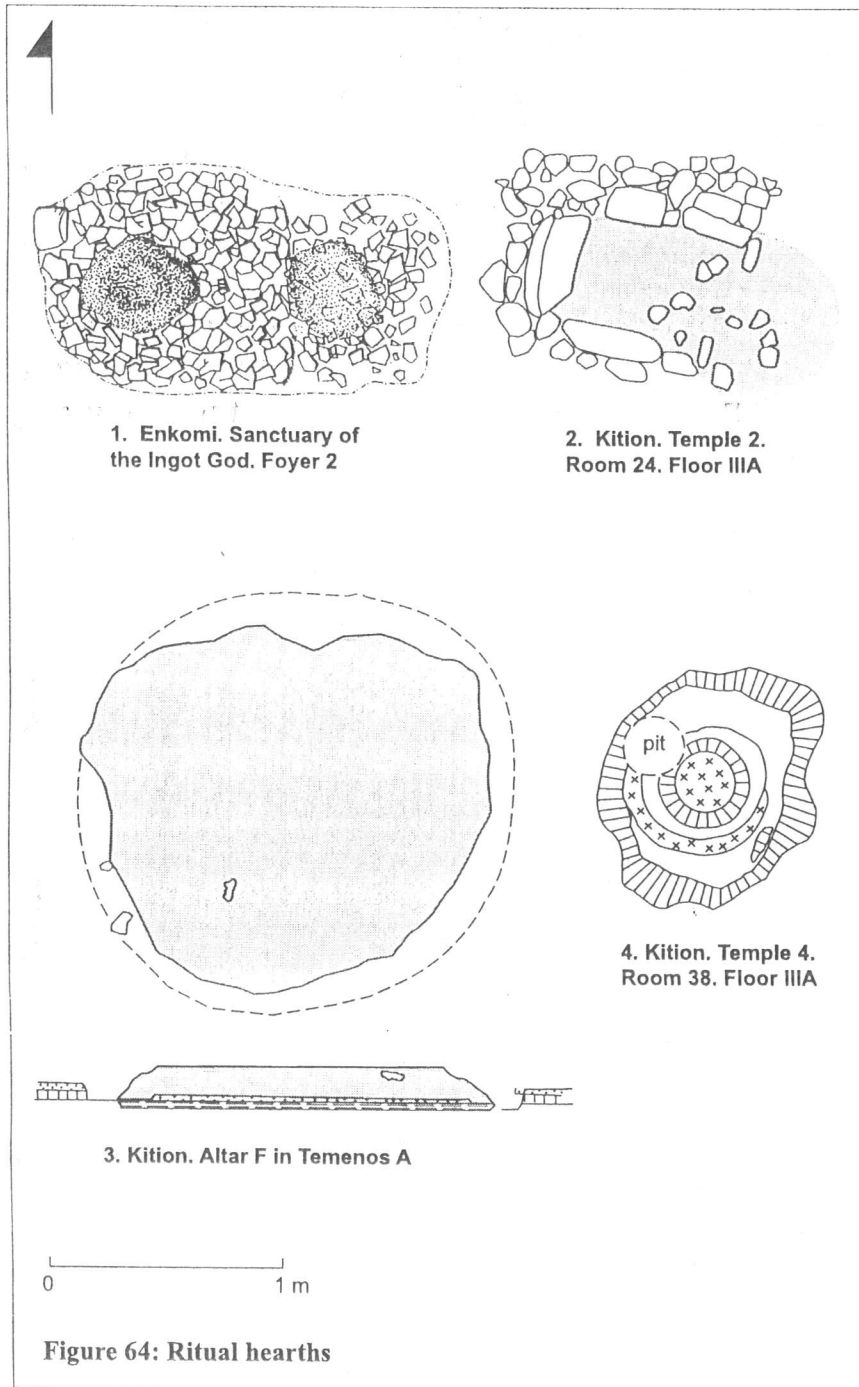 1. Enkomi. Sanctuary of
the Ingot God. Foyer 2
2. Kition. Temple 2.
Room 24. Floor IIIA
pit
4. Kition. Temple 4.
Room 38. Floor IIIA
3. Kition. Altar F in Temenos A
0 1 m
Figure 64: Ritual hearths